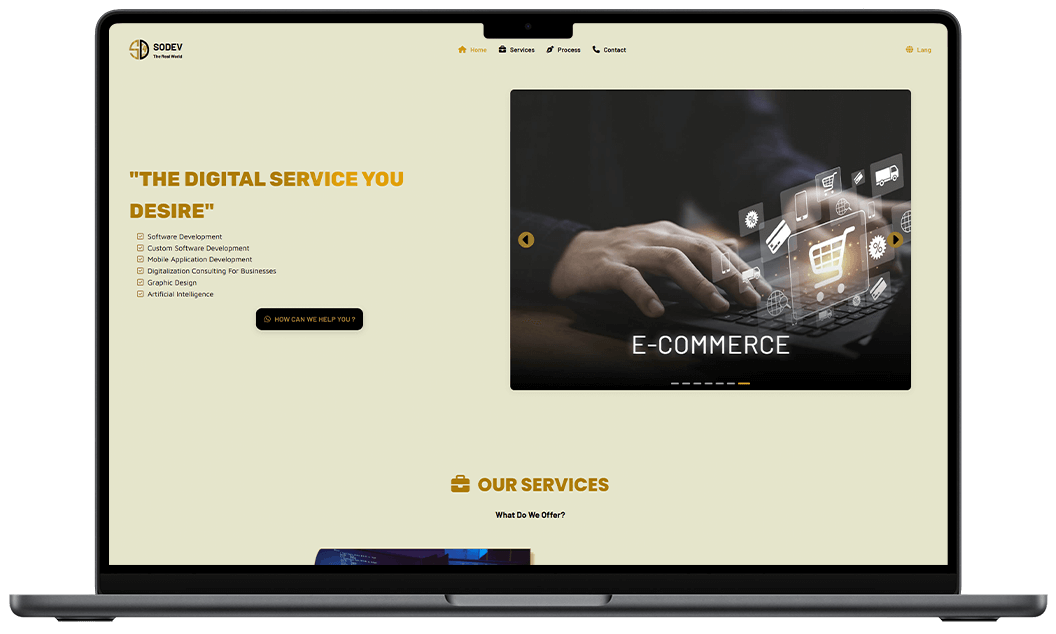 SODEV
The Real World
Home
Services
Process
Contact
Lang
"THE DIGITAL SERVICE YOU
DESIRE"
Software Development
Custom Software Development
Mobile Application Development
Digitalization Consulting For Businesses
Graphic Design
Artificial Intelligence
HOW CAN WE HELP YOU ?
E-COMMERCE
OUR SERVICES
What Do We Offer?